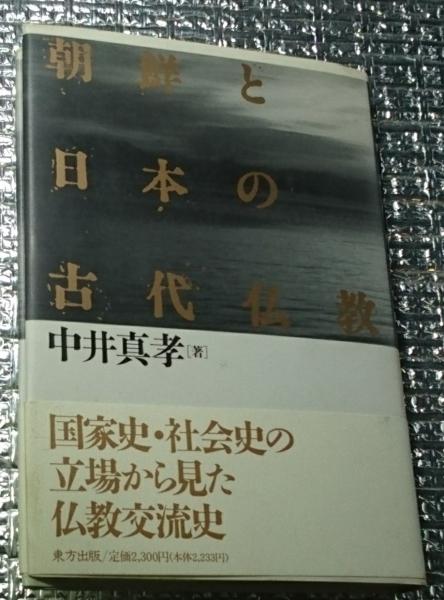 朝鮮と
日本の
古代仏教
中井真孝[著]
国家史・社会史の
立場から見た
仏教交流史
東方出版/定価2,300円(本体2,233円)